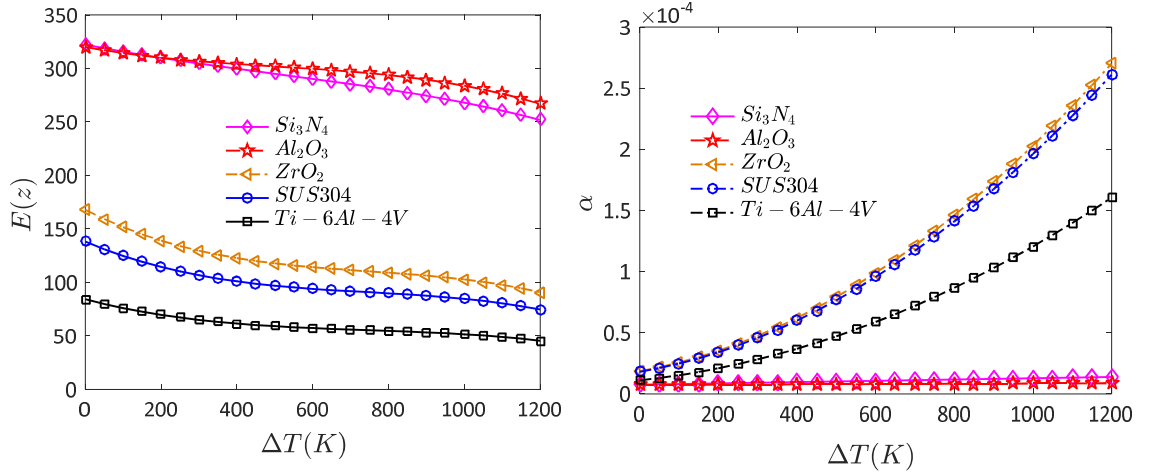 350
300
250
200
150
100
50
0
E(z)
Si₃N₄
Al₂O₃
ZrO₂
SUS304
Ti − 6Al − 4V
0 200 400 600 800 1000 1200
ΔT(K)
×10⁻⁴
3
2.5
2
1.5
1
0.5
0
α
Si₃N₄
Al₂O₃
ZrO₂
SUS304
Ti − 6Al − 4V
0 200 400 600 800 1000 1200
ΔT(K)